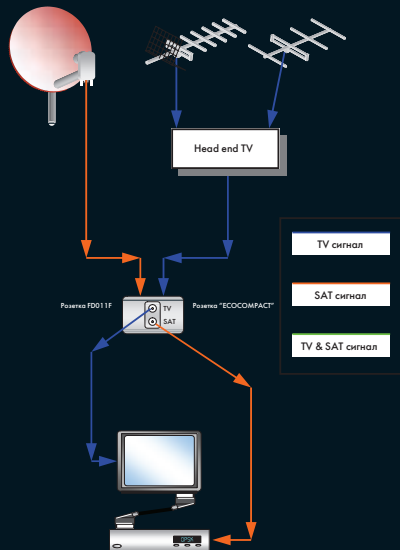 Head end TV
TV сигнал
SAT сигнал
TV & SAT сигнал
Розетка FD011F
TV
SAT
Розетка "ECOCOMPACT"